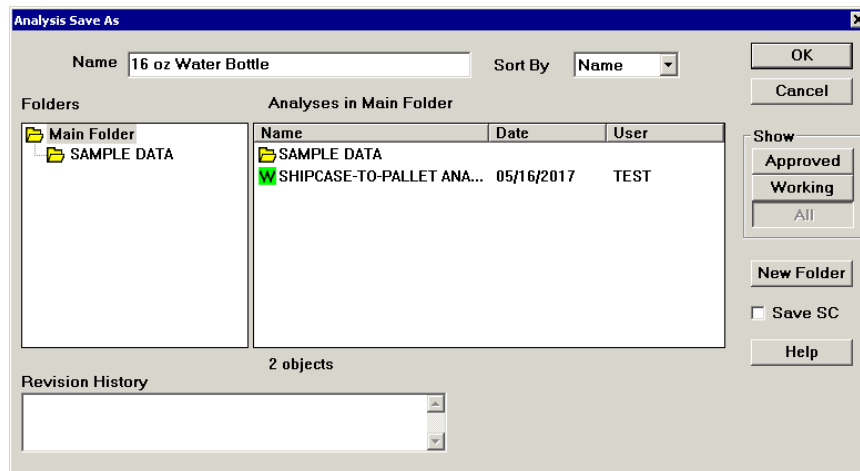 Analysis Save As
Name 16 oz Water Bottle Sort By Name OK
Cancel
Folders Analyses in Main Folder
Main Folder
SAMPLE DATA
Name Date User
SAMPLE DATA
W SHIPCASE-TO-PALLET ANA... 05/16/2017 TEST
Show
Approved
Working
All
New Folder
Save SC
Help
2 objects
Revision History